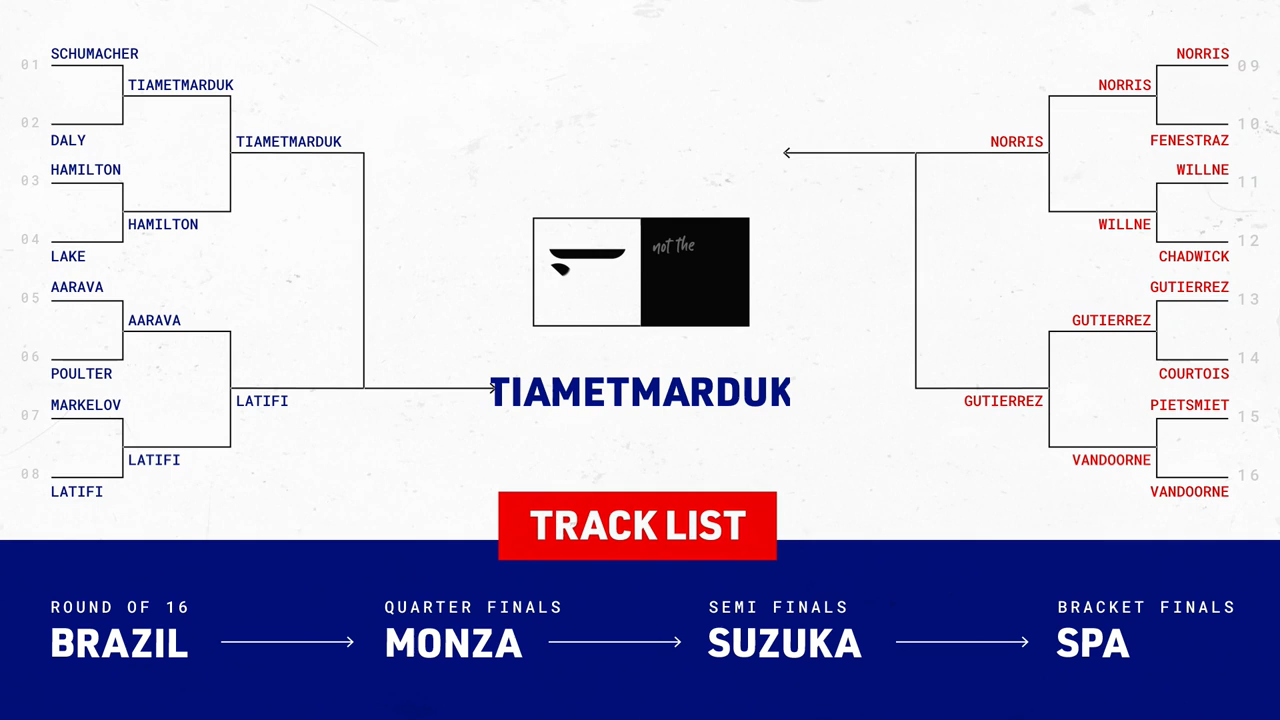 01 SCHUMACHER
TIAMETMARDUK
02
DALY
HAMILTON
03
HAMILTON
04
LAKE
TIAMETMARDUK
AARAVA
05
AARAVA
06
POULTER
MARKELOV
07
LATIFI
08
LATIFI
LATIFI
not the
TIAMETMARDUK
NORRIS
09
NORRIS
10
FENESTRAZ
WILLNE
11
WILLNE
12
CHADWICK
NORRIS
GUTIERREZ
13
GUTIERREZ
14
COURTOIS
PIETSMIET
15
VANDOORNE
16
VANDOORNE
GUTIERREZ
TRACK LIST
ROUND OF 16
BRAZIL
QUARTER FINALS
MONZA
SEMI FINALS
SUZUKA
BRACKET FINALS
SPA